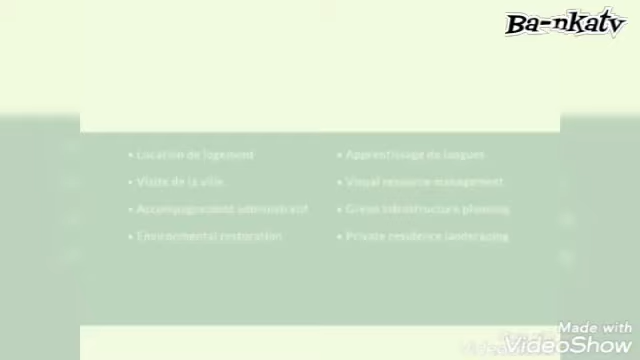 Ba-nkatv
• Location de logement
• Visite de la ville
• Accompagnement administratif
• Environmental restoration
• Apprentissage de langues
• Visual resource management
• Green infrastructure planning
• Private residence landscaping
Made with
VideoShow